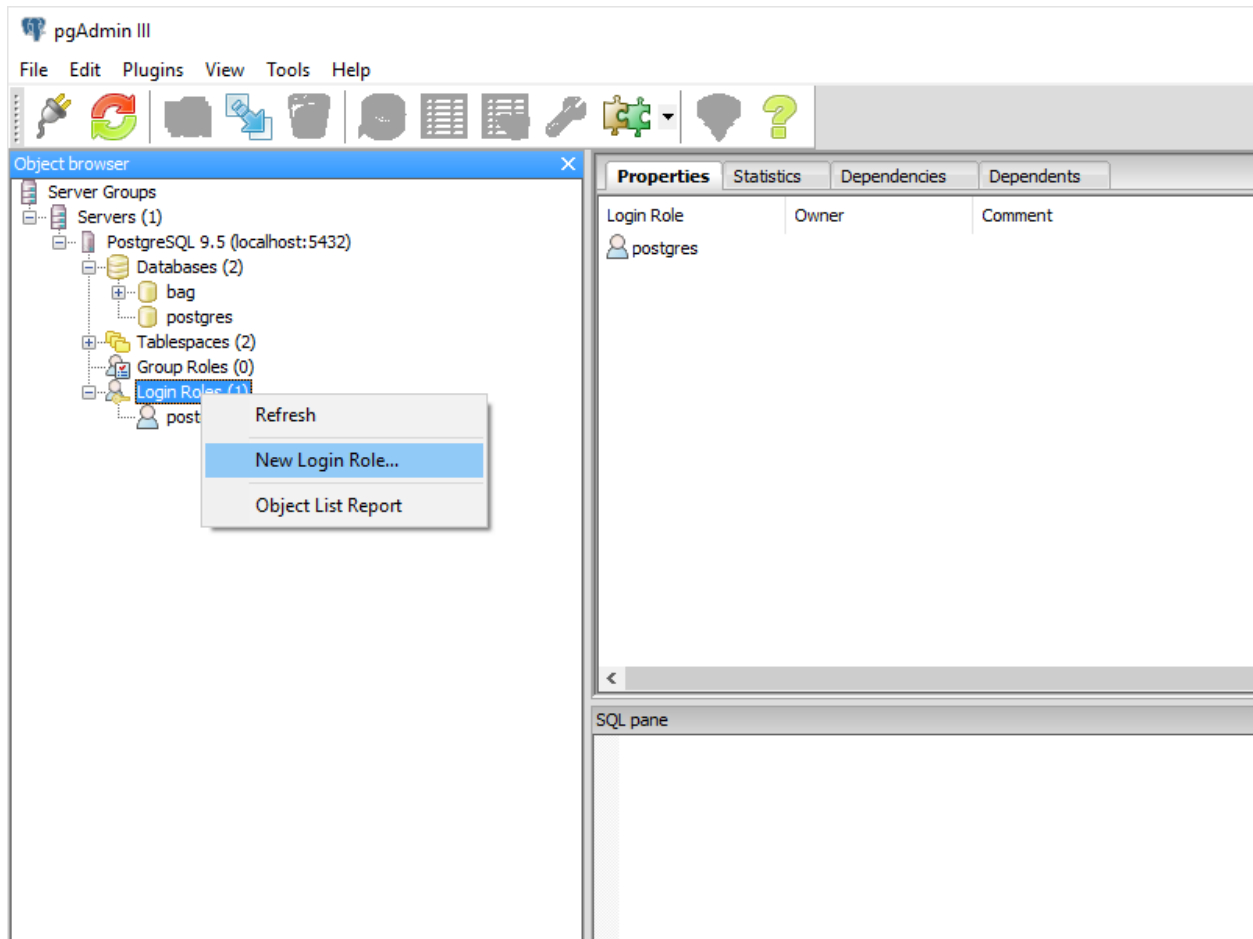 pgAdmin III
File Edit Plugins View Tools Help
Object browser
Server Groups
Servers (1)
PostgreSQL 9.5 (localhost:5432)
Databases (2)
bag
postgres
Tablespaces (2)
Group Roles (0)
Login Roles (1)
post
Refresh
New Login Role...
Object List Report
Properties Statistics Dependencies Dependents
Login Role Owner Comment
postgres
SQL pane